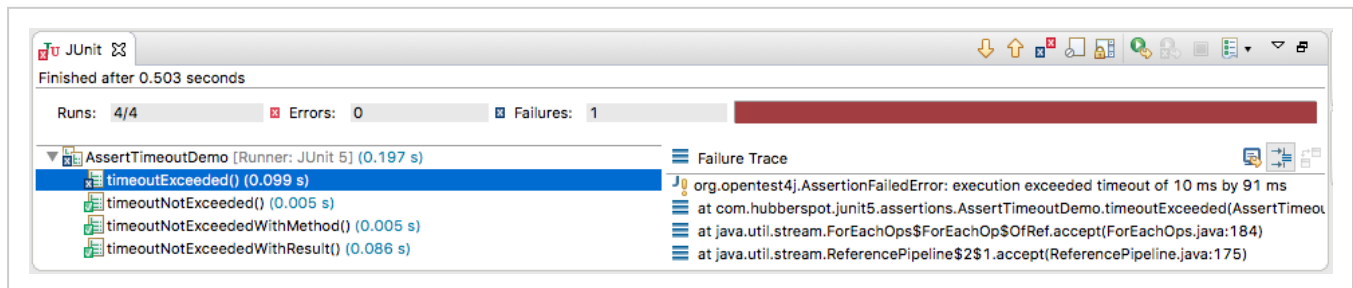 JUnit
Finished after 0.503 seconds
Runs: 4/4 Errors: 0 Failures: 1
AssertTimeoutDemo [Runner: JUnit 5] (0.197 s)
timeoutExceeded() (0.099 s)
timeoutNotExceeded() (0.005 s)
timeoutNotExceededWithMethod() (0.005 s)
timeoutNotExceededWithResult() (0.086 s)
Failure Trace
org.opentest4j.AssertionFailedError: execution exceeded timeout of 10 ms by 91 ms
at com.hubberspot.junit5.assertions.AssertTimeoutDemo.timeoutExceeded(AssertTimeou
at java.util.stream.ForEachOps$ForEachOp$OfRef.accept(ForEachOps.java:184)
at java.util.stream.ReferencePipeline$2$1.accept(ReferencePipeline.java:175)